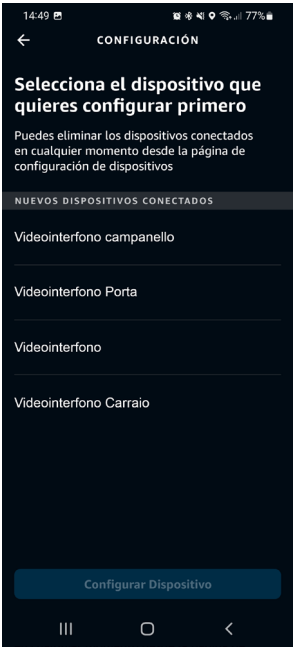 14:49 77%
CONFIGURACIÓN
Selecciona el dispositivo que
quieres configurar primero
Puedes eliminar los dispositivos conectados
en cualquier momento desde la página de
configuración de dispositivos
NUEVOS DISPOSITIVOS CONECTADOS
Videointerfono campanello
Videointerfono Porta
Videointerfono
Videointerfono Carraio
Configurar Dispositivo